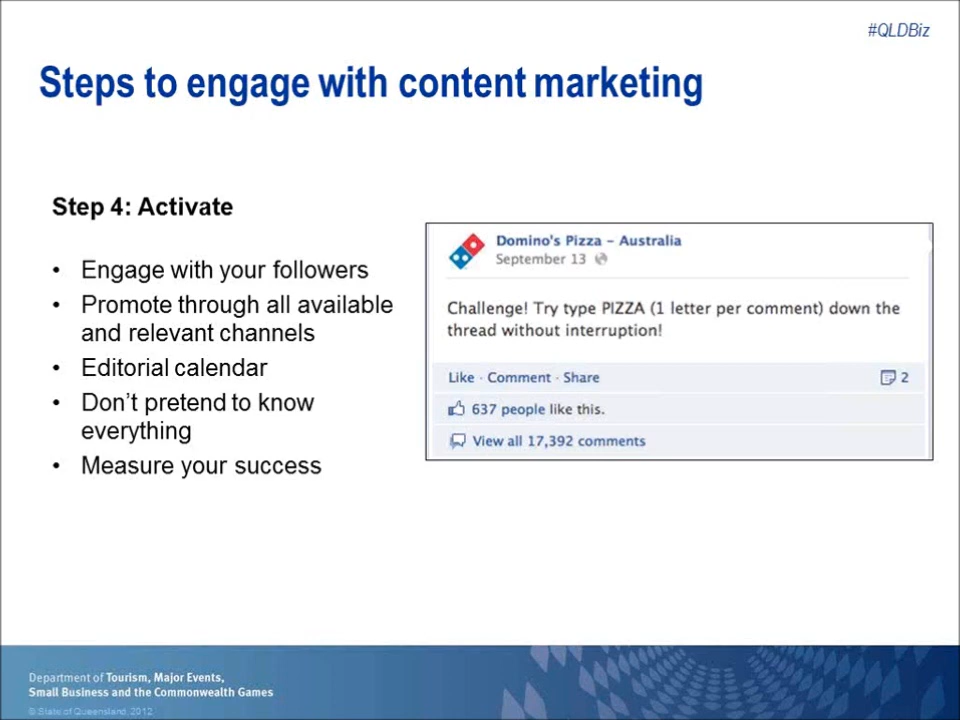 #QLDBiz
Steps to engage with content marketing
Step 4: Activate
• Engage with your followers
• Promote through all available
and relevant channels
• Editorial calendar
• Don't pretend to know
everything
• Measure your success
Domino's Pizza – Australia
September 13
Challenge! Try type PIZZA (1 letter per comment) down the
thread without interruption!
Like · Comment · Share 2
637 people like this.
View all 17,392 comments
Department of Tourism, Major Events,
Small Business and the Commonwealth Games
© State of Queensland, 2012